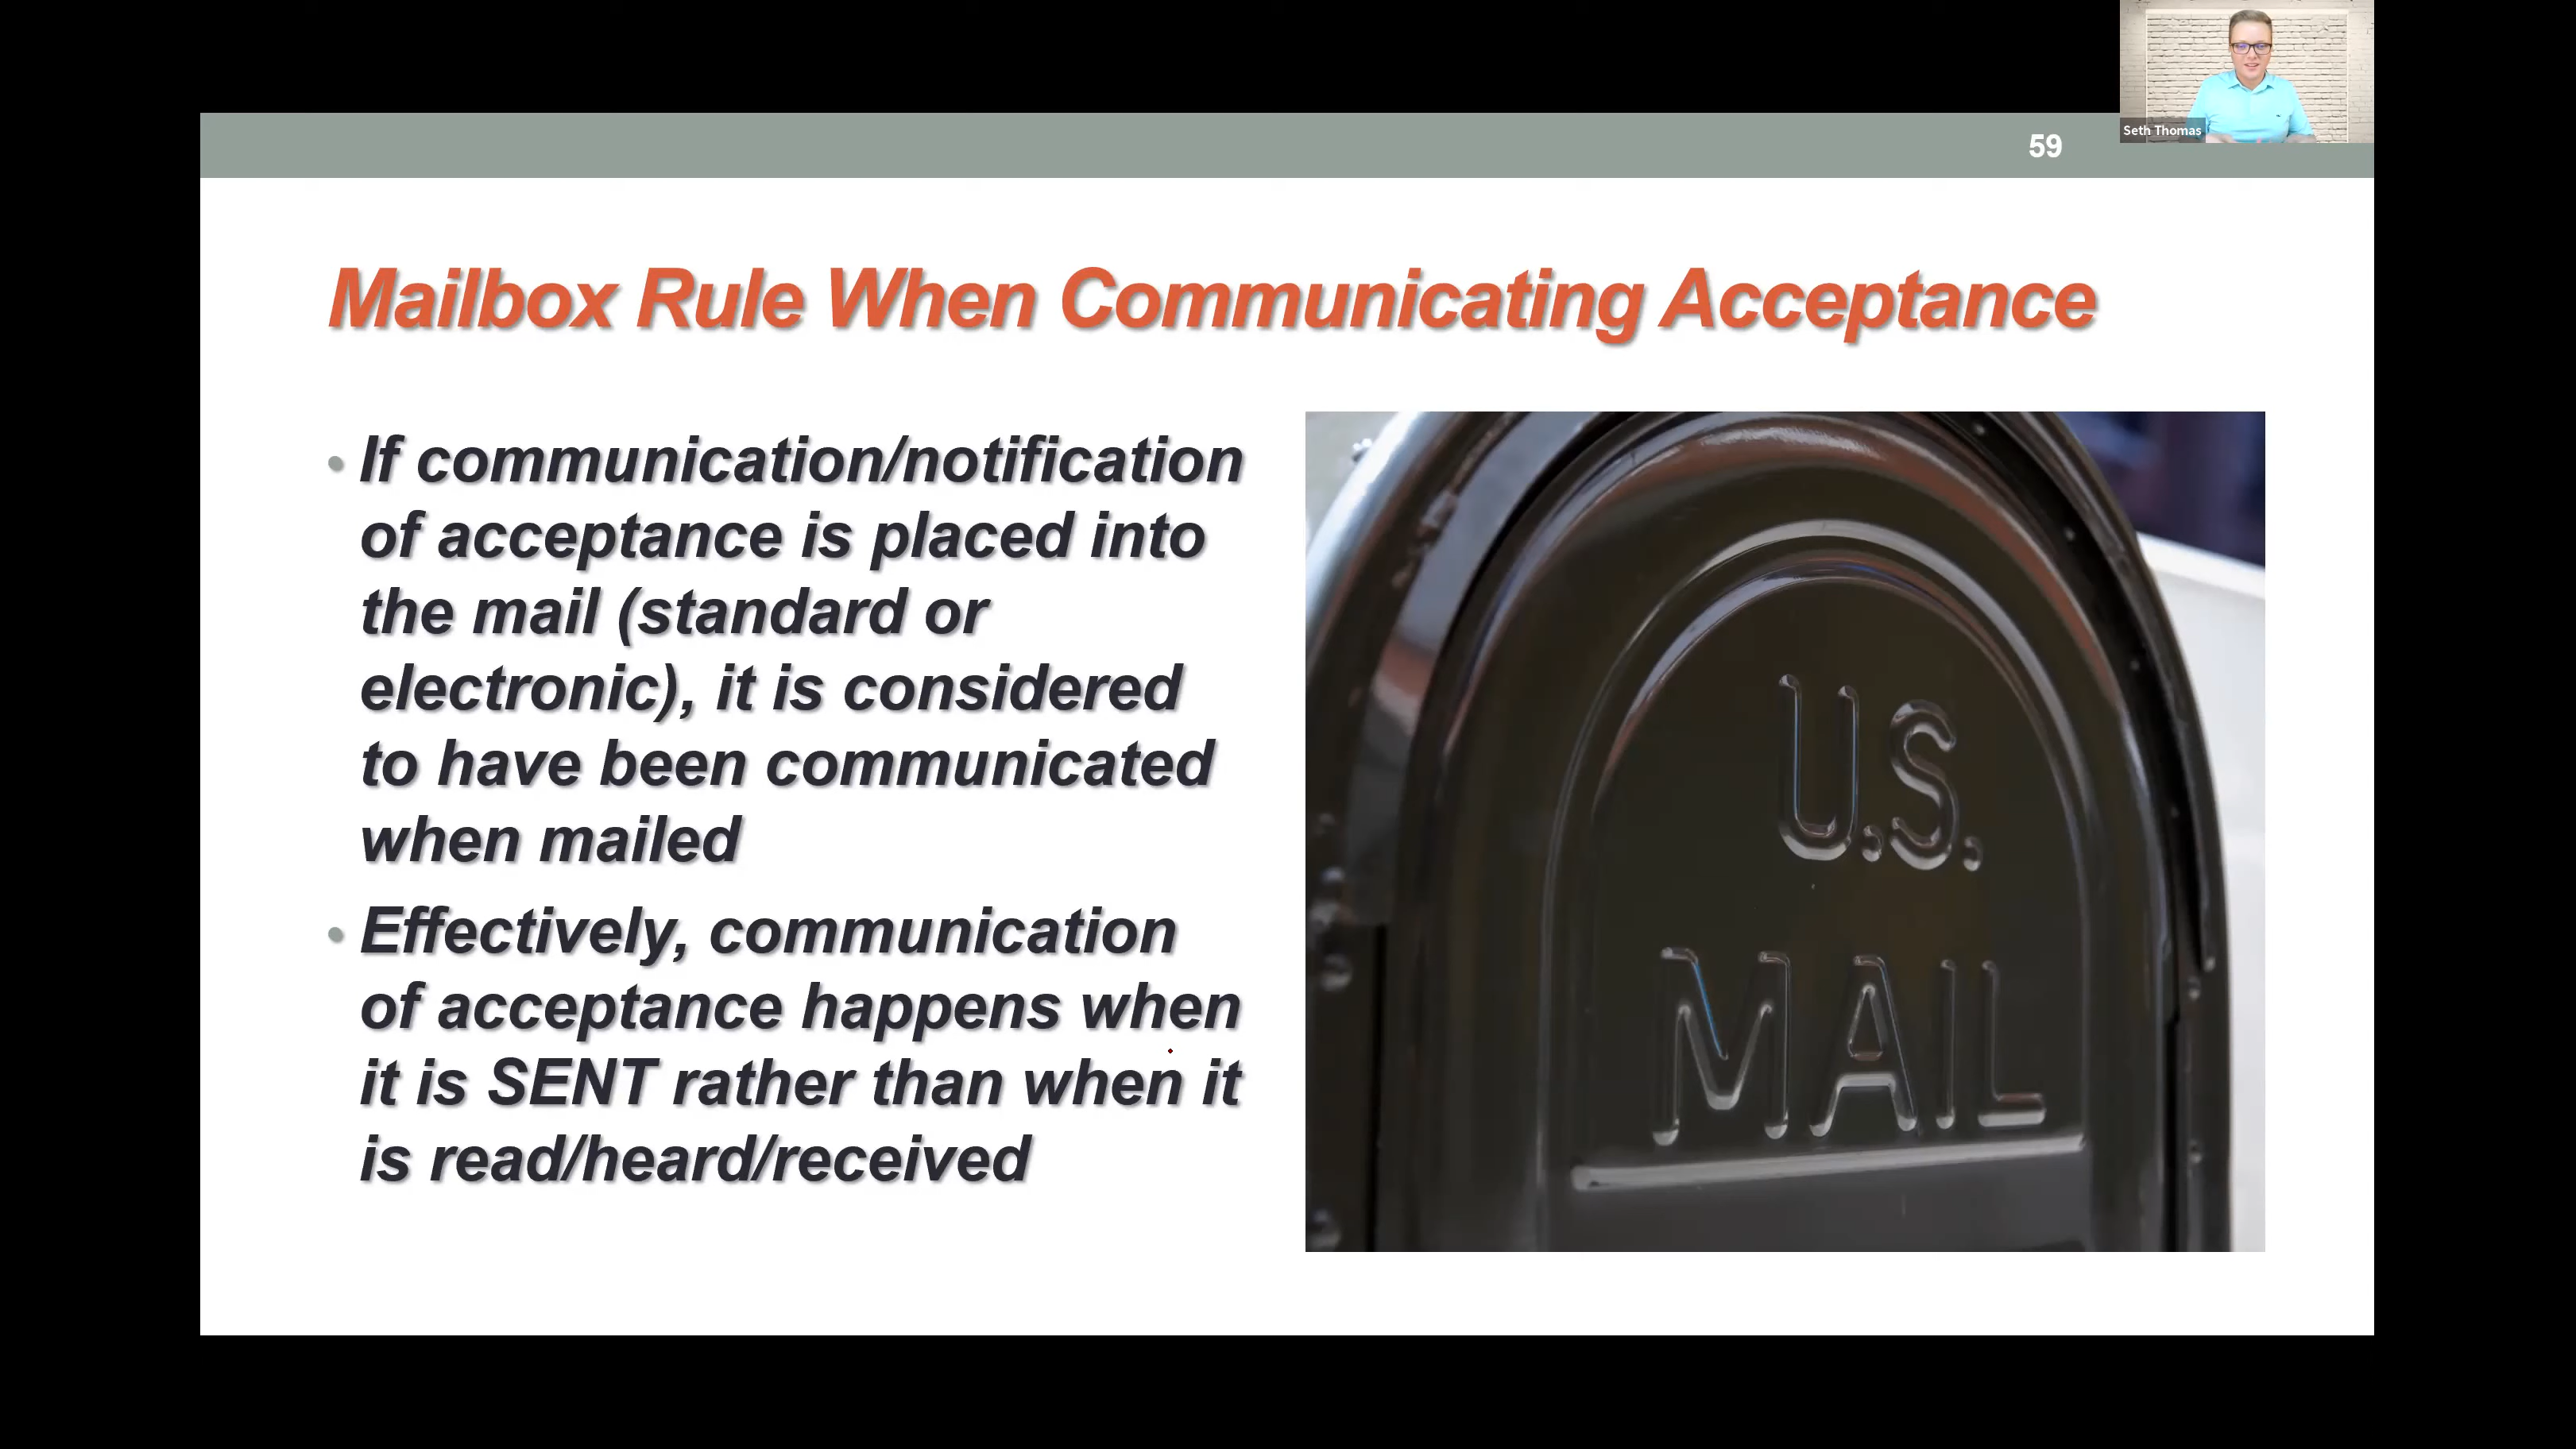 Seth Thomas
59
Mailbox Rule When Communicating Acceptance
• If communication/notification
of acceptance is placed into
the mail (standard or
electronic), it is considered
to have been communicated
when mailed
• Effectively, communication
of acceptance happens when
it is SENT rather than when it
is read/heard/received
U.S.
MAIL